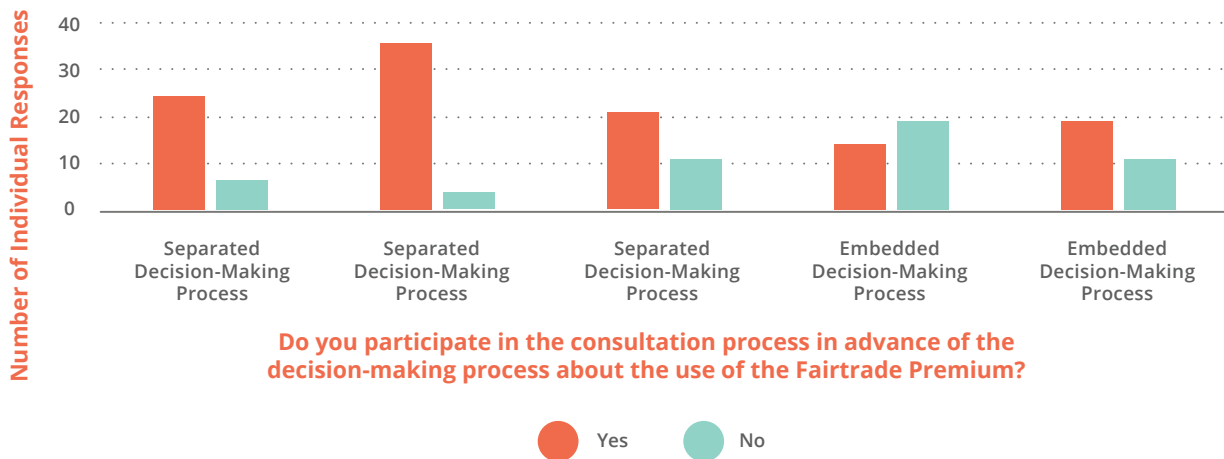 Number of Individual Responses
40
30
20
10
0
Separated
Decision-Making
Process
Separated
Decision-Making
Process
Separated
Decision-Making
Process
Embedded
Decision-Making
Process
Embedded
Decision-Making
Process
Do you participate in the consultation process in advance of the
decision-making process about the use of the Fairtrade Premium?
Yes
No